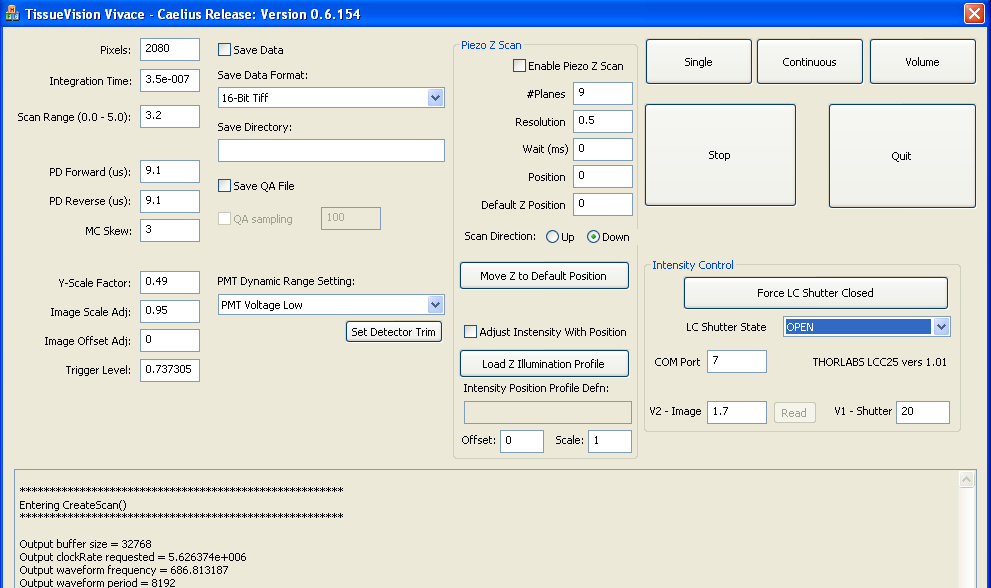 TissueVision Vivace - Caelius Release: Version 0.6.154
Pixels: 2080
Integration Time: 3.5e-007
Scan Range (0.0 - 5.0): 3.2
PD Forward (us): 9.1
PD Reverse (us): 9.1
MC Skew: 3
Y-Scale Factor: 0.49
Image Scale Adj: 0.95
Image Offset Adj: 0
Trigger Level: 0.737305
Save Data
Save Data Format:
16-Bit Tiff
Save Directory:
Save QA File
QA sampling 100
PMT Dynamic Range Setting:
PMT Voltage Low
Set Detector Trim
Piezo Z Scan
Enable Piezo Z Scan
#Planes 9
Resolution 0.5
Wait (ms) 0
Position 0
Default Z Position 0
Scan Direction: Up Down
Move Z to Default Position
Adjust Instensity With Position
Load Z Illumination Profile
Intensity Position Profile Defn:
Offset: 0 Scale: 1
Single Continuous Volume
Stop Quit
Intensity Control
Force LC Shutter Closed
LC Shutter State OPEN
COM Port 7 THORLABS LCC25 vers 1.01
V2 - Image 1.7 Read V1 - Shutter 20
******************************************************
Entering CreateScan()
******************************************************
Output buffer size = 32768
Output clockRate requested = 5.626374e+006
Output waveform frequency = 686.813187
Output waveform period = 8192